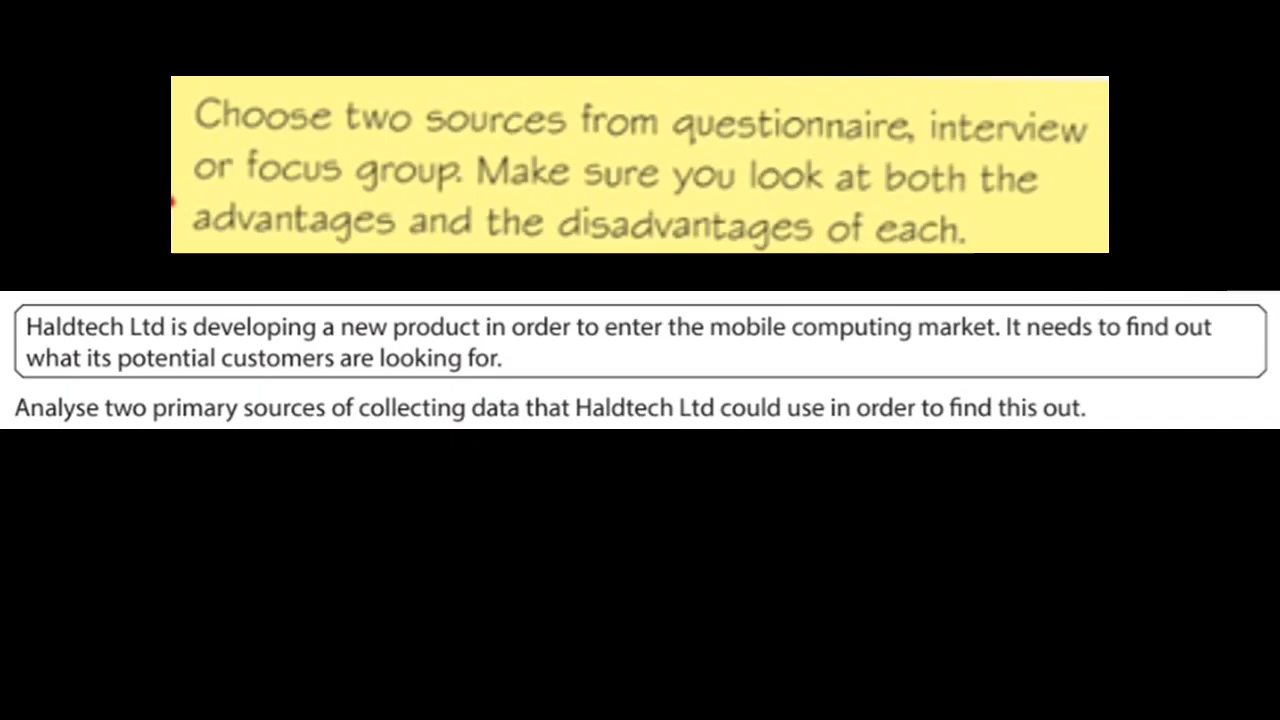 Choose two sources from questionnaire, interview
or focus group. Make sure you look at both the
advantages and the disadvantages of each.
Haldtech Ltd is developing a new product in order to enter the mobile computing market. It needs to find out
what its potential customers are looking for.
Analyse two primary sources of collecting data that Haldtech Ltd could use in order to find this out.